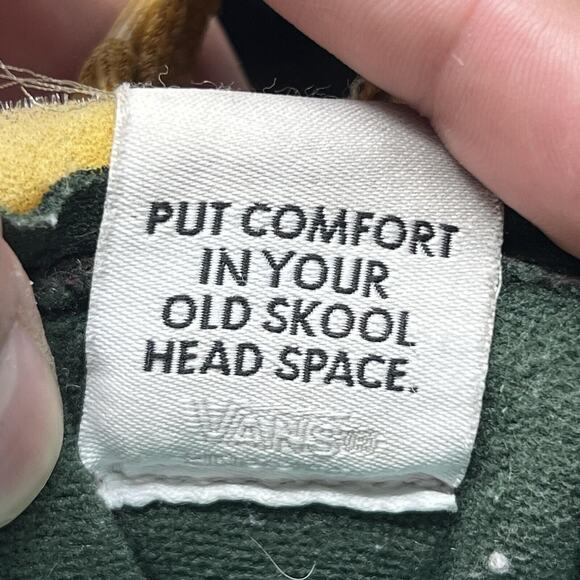 PUT COMFORT
IN YOUR
OLD SKOOL
HEAD SPACE.
VANS®